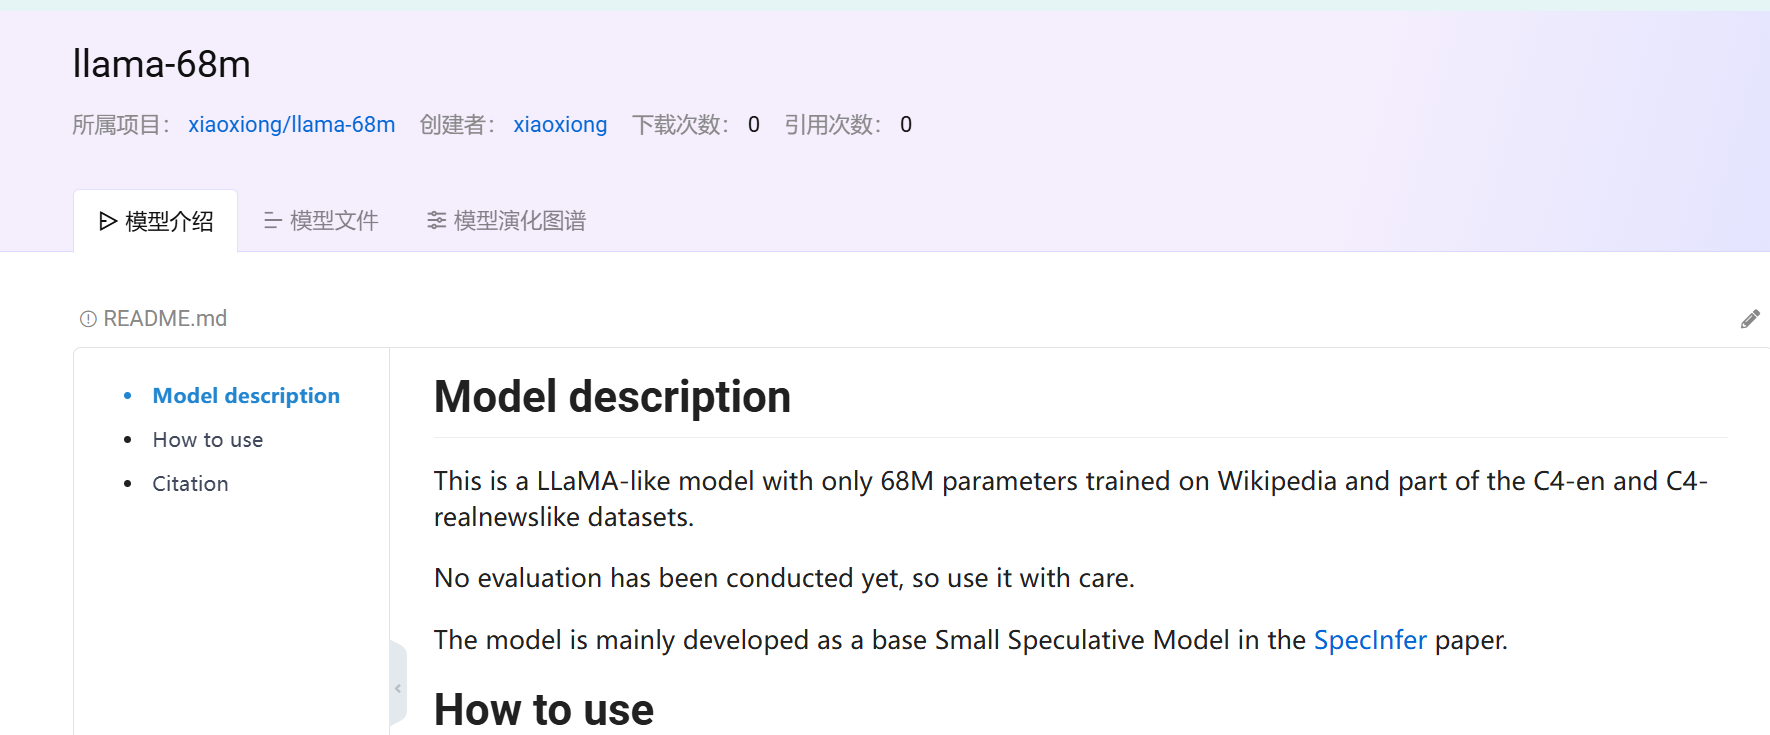 llama-68m
所属项目： xiaoxiong/llama-68m 创建者： xiaoxiong 下载次数： 0 引用次数： 0
模型介绍 模型文件 模型演化图谱
README.md
Model description
How to use
Citation
Model description
This is a LLaMA-like model with only 68M parameters trained on Wikipedia and part of the C4-en and C4-
realnewslike datasets.
No evaluation has been conducted yet, so use it with care.
The model is mainly developed as a base Small Speculative Model in the SpecInfer paper.
How to use